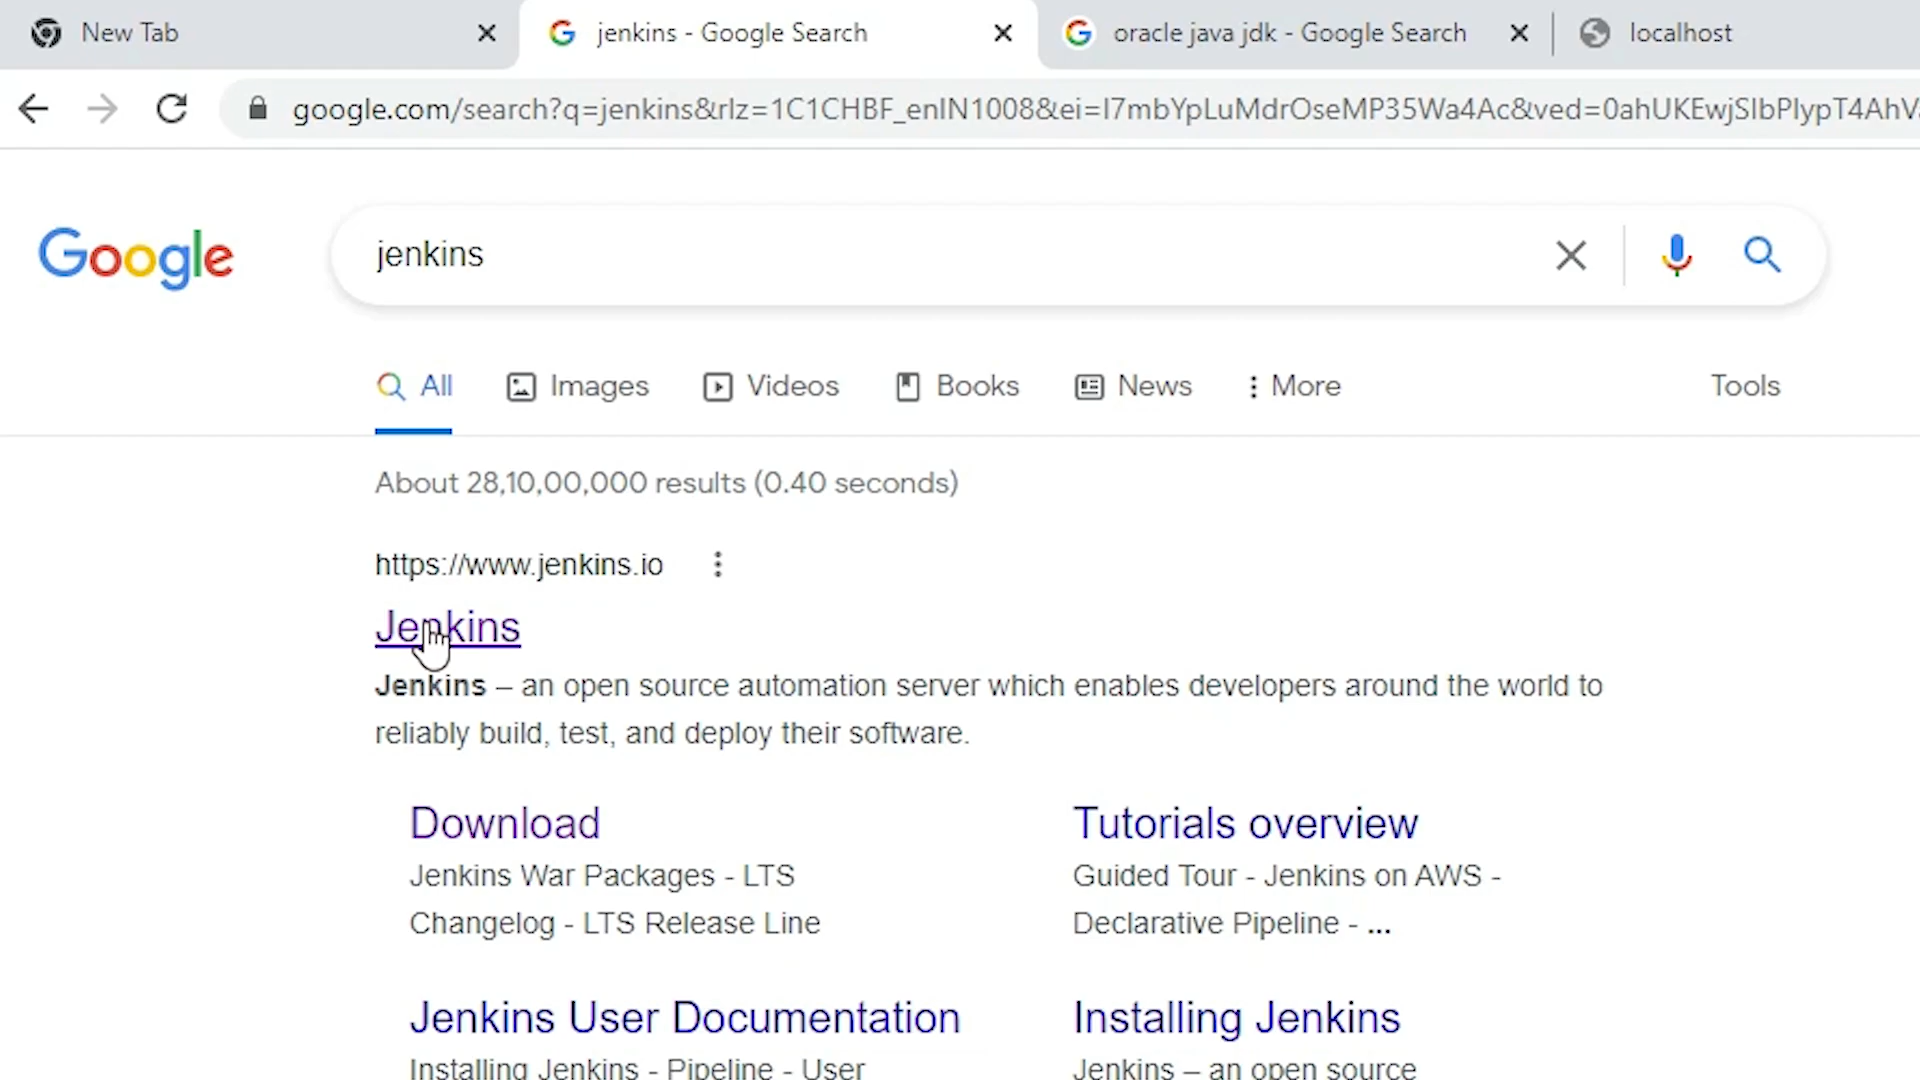 New Tab
jenkins - Google Search
oracle java jdk - Google Search
localhost
google.com/search?q=jenkins&rlz=1C1CHBF_enIN1008&ei=
Google
jenkins
All
Images
Videos
Books
News
More
Tools
About 28,10,00,000 results (0.40 seconds)
https://www.jenkins.io
Jenkins
Jenkins – an open source automation server which enables developers around the world to
reliably build, test, and deploy their software.
Download
Tutorials overview
Jenkins War Packages - LTS
Guided Tour - Jenkins on AWS -
Changelog - LTS Release Line
Declarative Pipeline - ...
Jenkins User Documentation
Installing Jenkins
Installing Jenkins - Pipeline - User
Jenkins – an open source